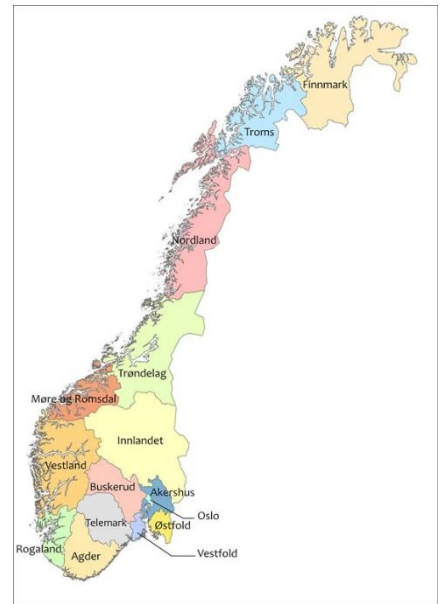 Finnmark
Troms
Nordland
Trøndelag
Møre og Romsdal
Innlandet
Vestland
Buskerud
Akershus
Oslo
Telemark
Østfold
Rogaland
Agder
Vestfold